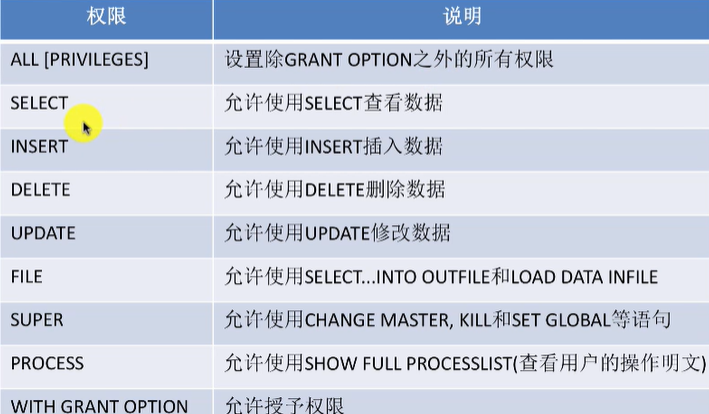 权限 说明
ALL [PRIVILEGES] 设置除GRANT OPTION之外的所有权限
SELECT 允许使用SELECT查看数据
INSERT 允许使用INSERT插入数据
DELETE 允许使用DELETE删除数据
UPDATE 允许使用UPDATE修改数据
FILE 允许使用SELECT...INTO OUTFILE和LOAD DATA INFILE
SUPER 允许使用CHANGE MASTER, KILL和SET GLOBAL等语句
PROCESS 允许使用SHOW FULL PROCESSLIST(查看用户的操作明文)
WITH GRANT OPTION 允许授予权限